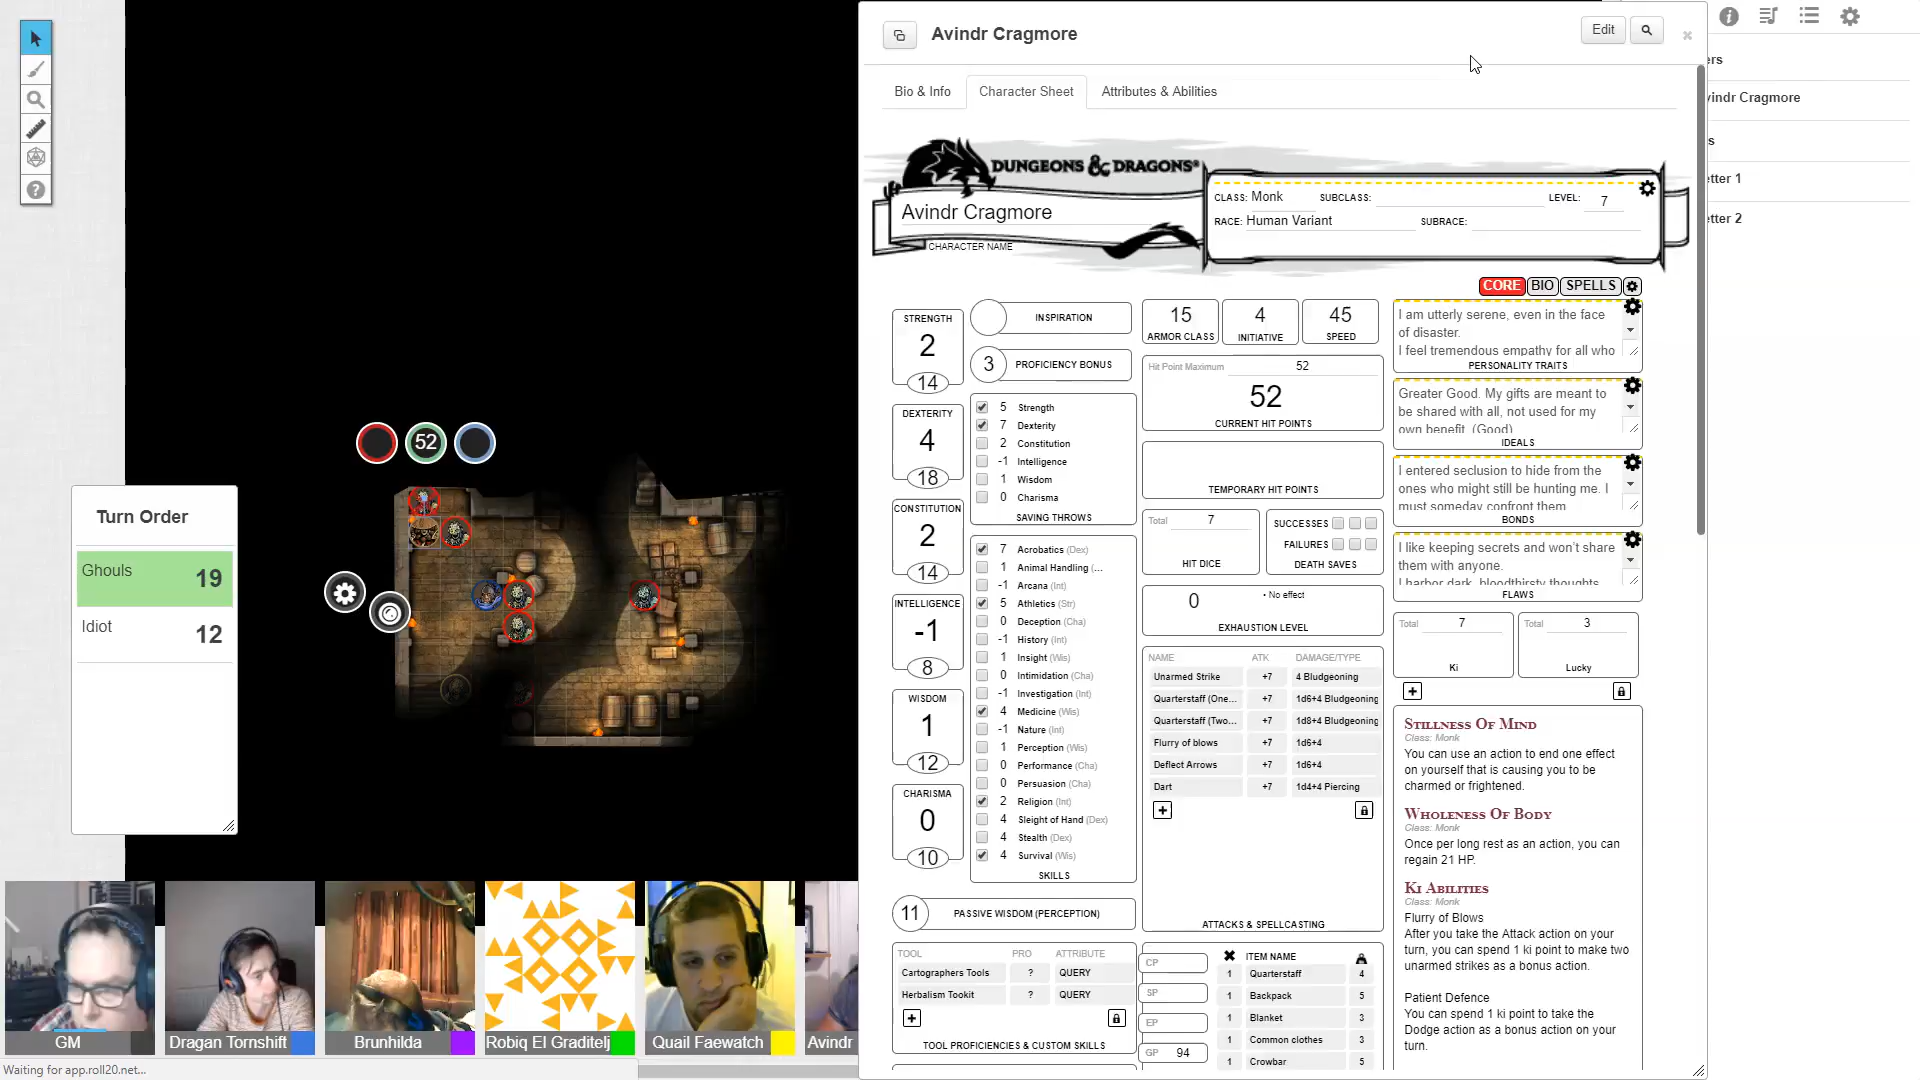 Avindr Cragmore
Edit
Bio & Info
Character Sheet
Attributes & Abilities
DUNGEONS & DRAGONS®
Avindr Cragmore
CHARACTER NAME
CLASS: Monk
SUBCLASS:
LEVEL: 7
RACE: Human Variant
SUBRACE:
CORE
BIO
SPELLS
STRENGTH
2
14
DEXTERITY
4
18
CONSTITUTION
2
14
INTELLIGENCE
-1
8
WISDOM
1
12
CHARISMA
0
10
INSPIRATION
3 PROFICIENCY BONUS
5 Strength
7 Dexterity
2 Constitution
-1 Intelligence
1 Wisdom
0 Charisma
SAVING THROWS
7 Acrobatics (Dex)
1 Animal Handling (...
-1 Arcana (Int)
5 Athletics (Str)
0 Deception (Cha)
-1 History (Int)
1 Insight (Wis)
0 Intimidation (Cha)
-1 Investigation (Int)
4 Medicine (Wis)
-1 Nature (Int)
1 Perception (Wis)
0 Performance (Cha)
0 Persuasion (Cha)
2 Religion (Int)
4 Sleight of Hand (Dex)
4 Stealth (Dex)
4 Survival (Wis)
SKILLS
11 PASSIVE WISDOM (PERCEPTION)
TOOL PRO ATTRIBUTE
Cartographers Tools ? QUERY
Herbalism Tookit ? QUERY
TOOL PROFICIENCIES & CUSTOM SKILLS
15
ARMOR CLASS
4
INITIATIVE
45
SPEED
Hit Point Maximum 52
52
CURRENT HIT POINTS
TEMPORARY HIT POINTS
Total 7
HIT DICE
SUCCESSES
FAILURES
DEATH SAVES
0
• No effect
EXHAUSTION LEVEL
NAME ATK DAMAGE/TYPE
Unarmed Strike +7 4 Bludgeoning
Quarterstaff (One... +7 1d6+4 Bludgeoning
Quarterstaff (Two... +7 1d8+4 Bludgeoning
Flurry of blows +7 1d6+4
Deflect Arrows +7 1d6+4
Dart +7 1d4+4 Piercing
ATTACKS & SPELLCASTING
CP
SP
EP
GP 94
ITEM NAME
1 Quarterstaff 4
1 Backpack 5
1 Blanket 3
1 Common clothes 3
1 Crowbar 5
I am utterly serene, even in the face
of disaster.
I feel tremendous empathy for all who
PERSONALITY TRAITS
Greater Good. My gifts are meant to
be shared with all, not used for my
own benefit. (Good)
IDEALS
I entered seclusion to hide from the
ones who might still be hunting me. I
must someday confront them
BONDS
I like keeping secrets and won't share
them with anyone.
I harbor dark, bloodthirsty thoughts
FLAWS
Total 7
Ki
Total 3
Lucky
STILLNESS OF MIND
Class: Monk
You can use an action to end one effect
on yourself that is causing you to be
charmed or frightened.
WHOLENESS OF BODY
Class: Monk
Once per long rest as an action, you can
regain 21 HP.
KI ABILITIES
Class: Monk
Flurry of Blows
After you take the Attack action on your
turn, you can spend 1 ki point to make two
unarmed strikes as a bonus action.
Patient Defence
You can spend 1 ki point to take the
Dodge action as a bonus action on your
turn.
52
Turn Order
Ghouls 19
Idiot 12
GM
Dragan Tornshift
Brunhilda
Robiq El Graditelj
Quail Faewatch
Avindr
Waiting for app.roll20.net...
ers
vindr Cragmore
s
etter 1
etter 2